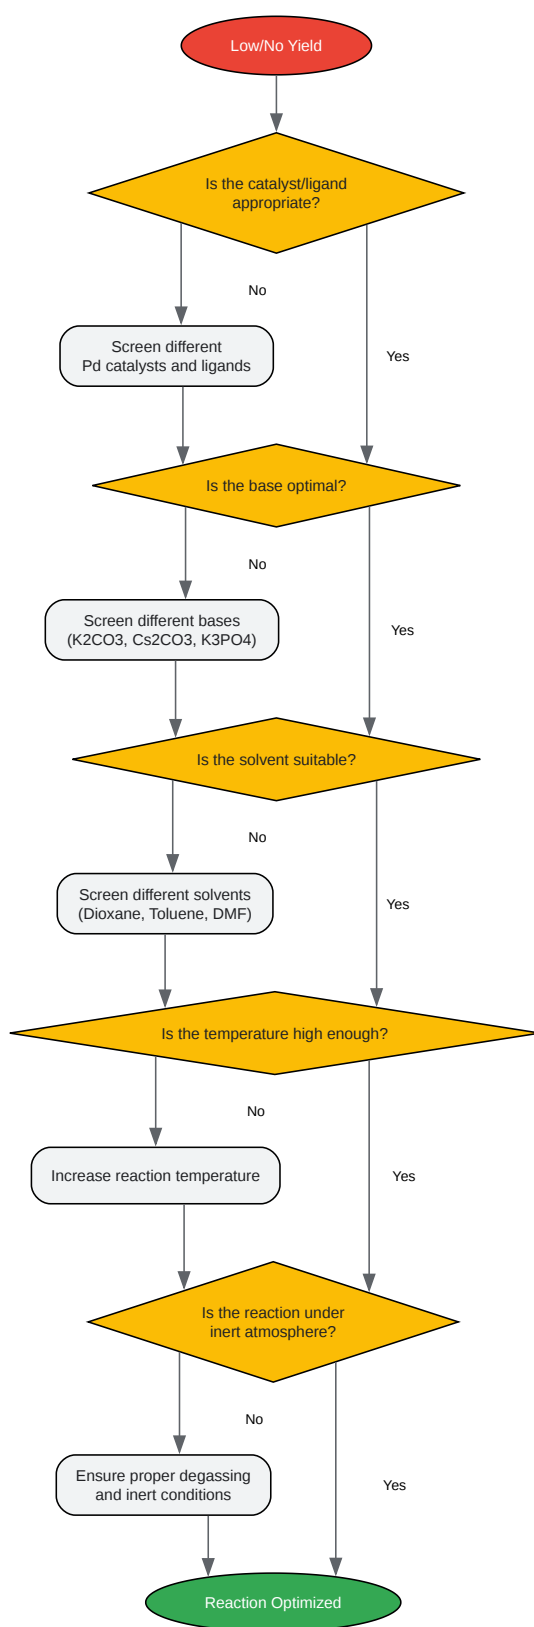 Low/No Yield
Is the catalyst/ligand
appropriate?
No
Screen different
Pd catalysts and ligands
Yes
Is the base optimal?
No
Screen different bases
(K2CO3, Cs2CO3, K3PO4)
Yes
Is the solvent suitable?
No
Screen different solvents
(Dioxane, Toluene, DMF)
Yes
Is the temperature high enough?
No
Increase reaction temperature
Yes
Is the reaction under
inert atmosphere?
No
Ensure proper degassing
and inert conditions
Yes
Reaction Optimized